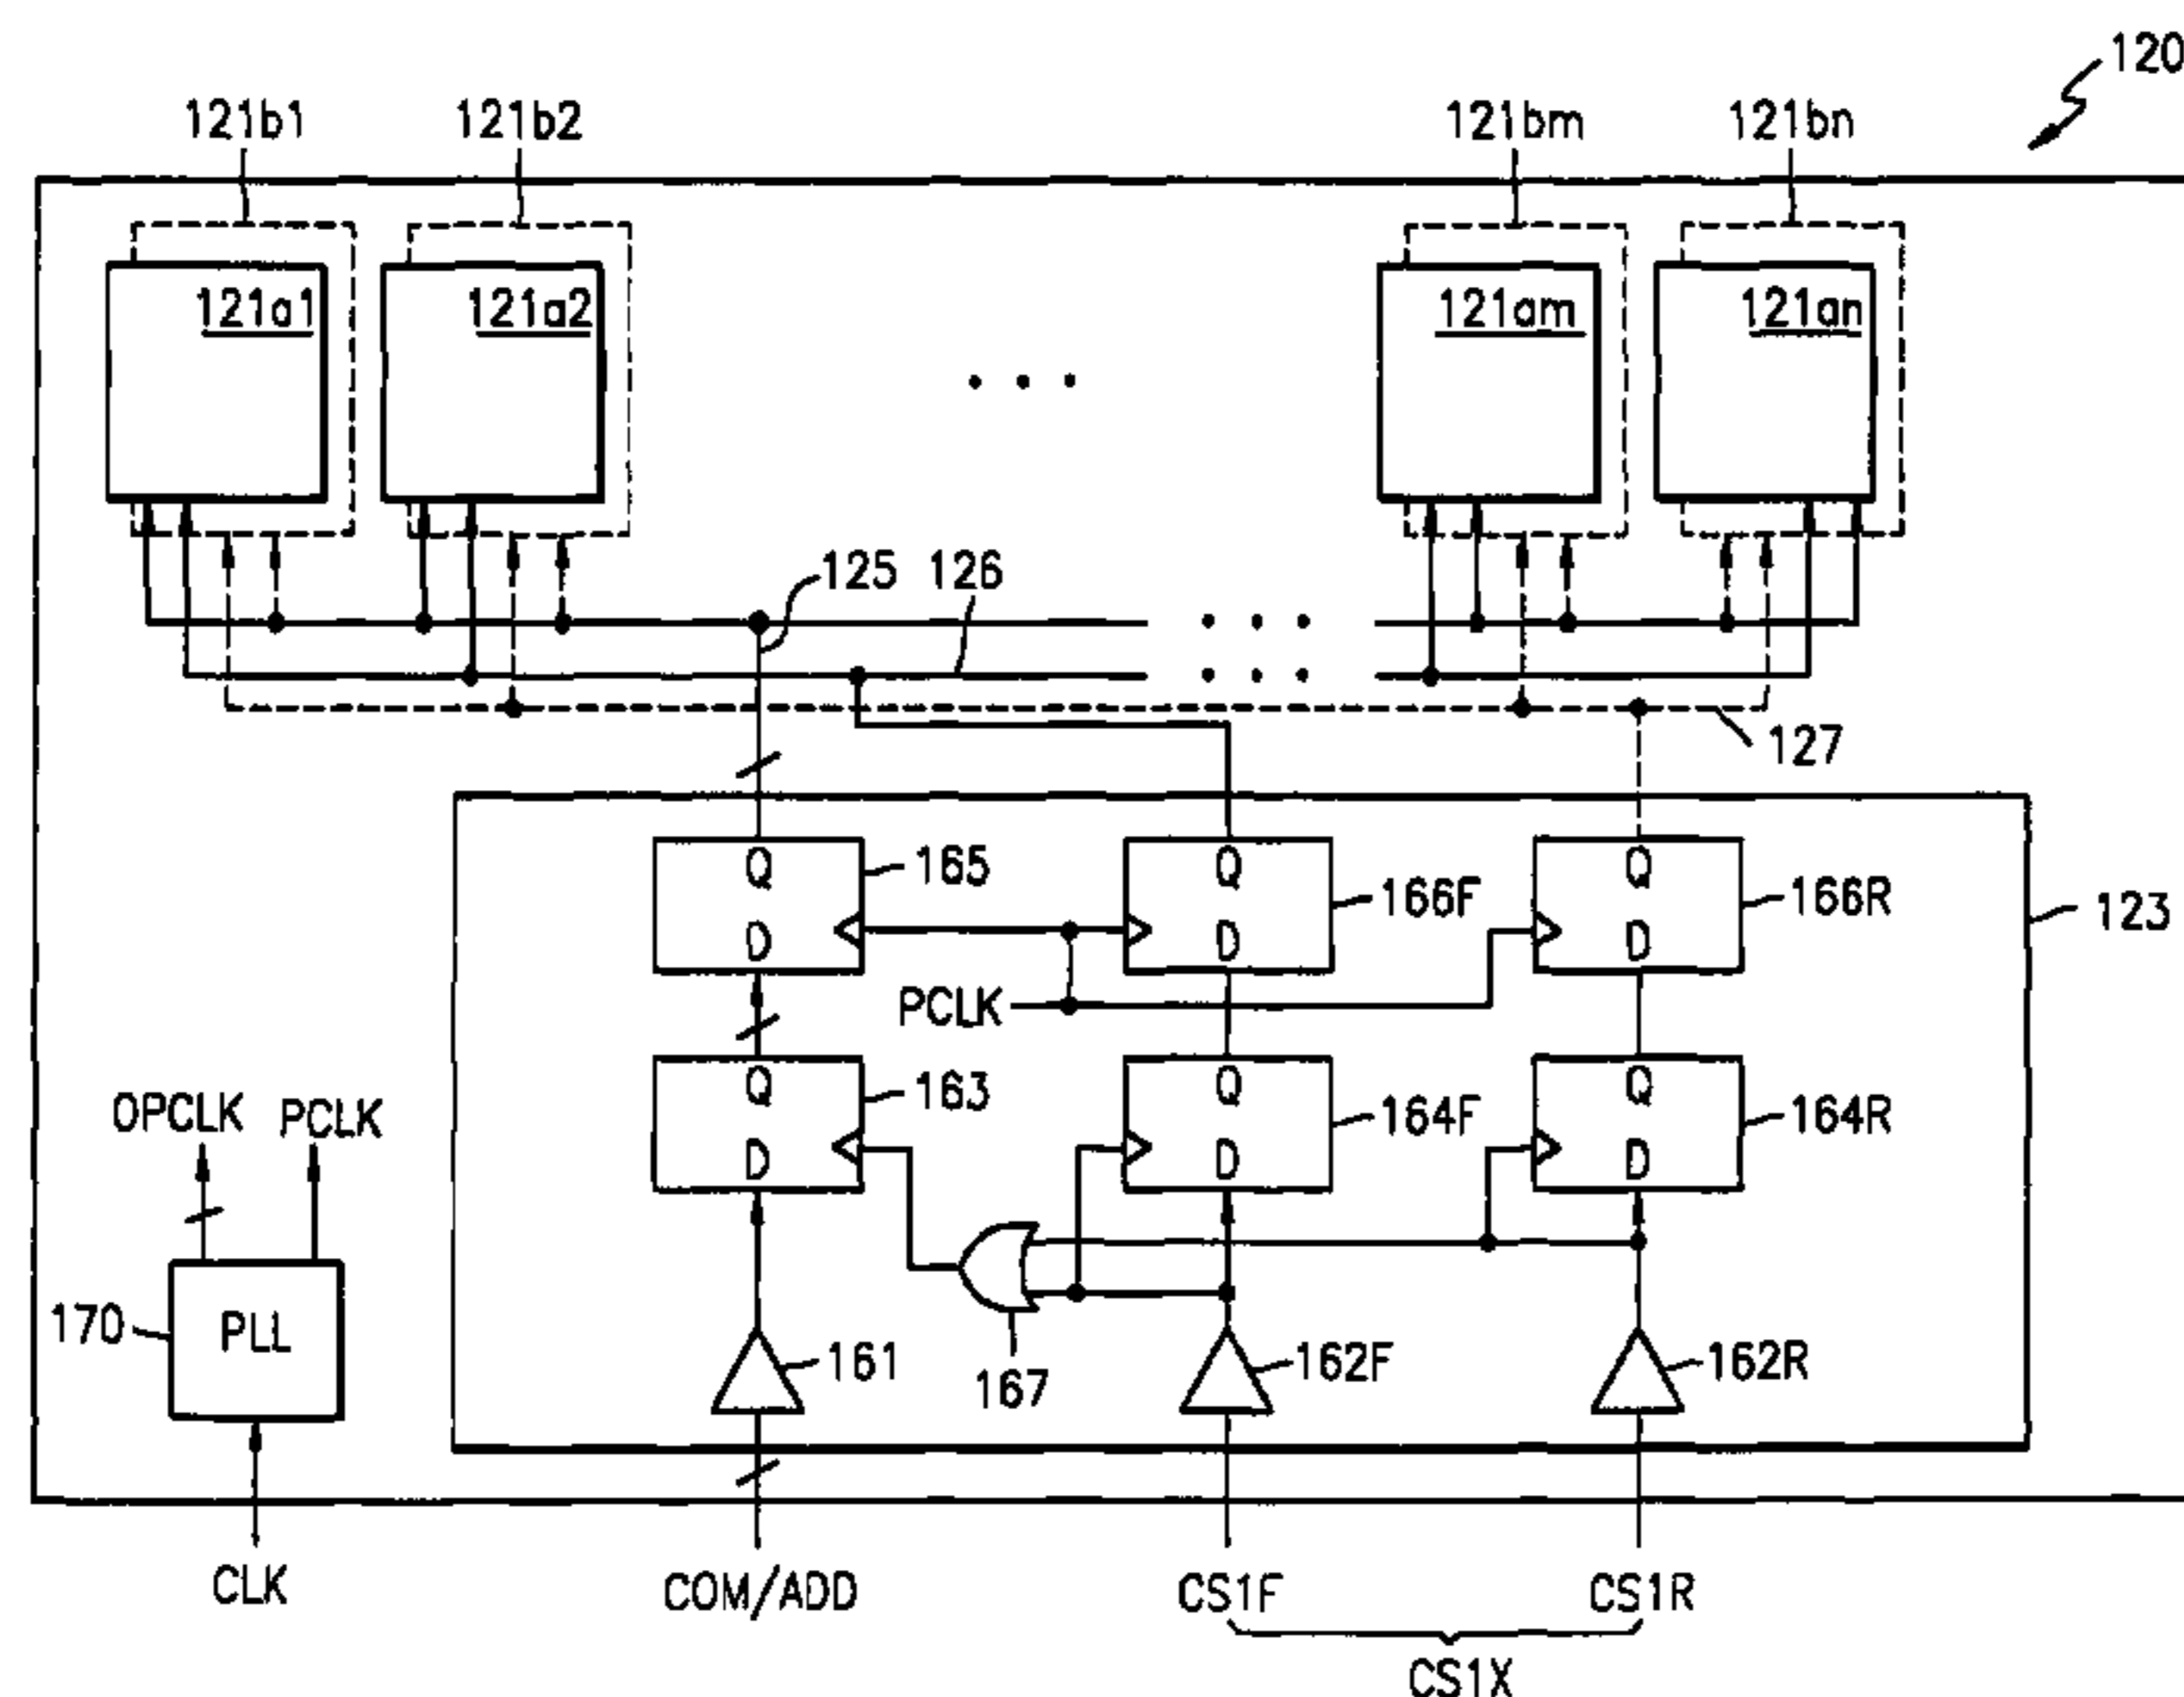 120
121b1 121b2 121bm 121bn
121a1 121a2 121am 121an
125 126
127
Q Q Q
165 166F 166R 123
D D D
PCLK
Q Q Q
163 164F 164R
OPCLK PCLK
D D D
170 PLL
161 167 162F 162R
CLK COM/ADD CS1F CS1R
CS1X